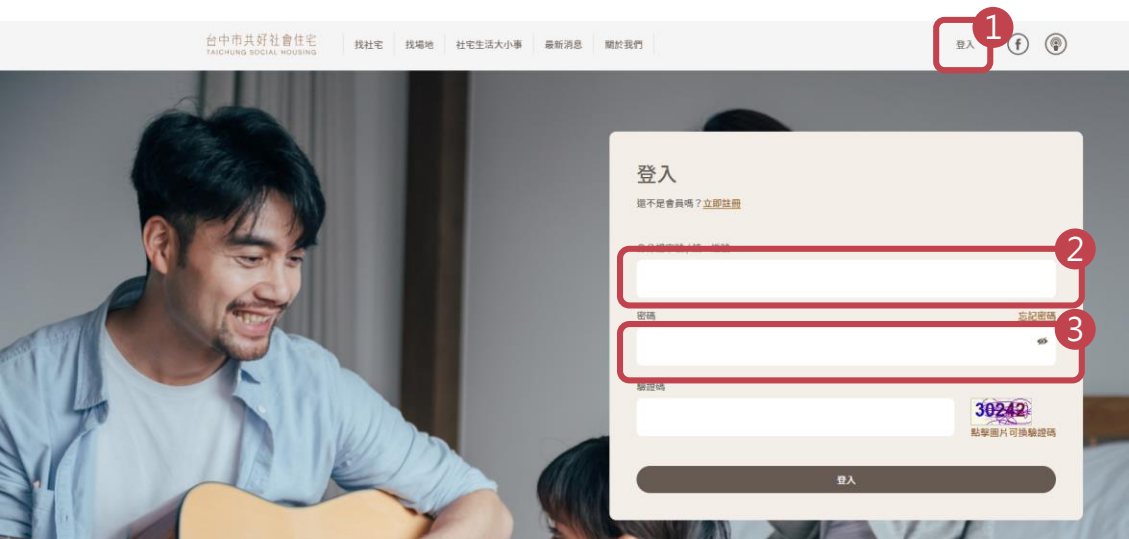 台中市共好社會住宅
TAICHUNG SOCIAL HOUSING
找社宅
找場地
社宅生活大小事
最新消息
關於我們
登入
1
登入
還不是會員嗎？立即註冊
2
密碼
忘記密碼
3
驗證碼
30242
點擊圖片可換驗證碼
登入